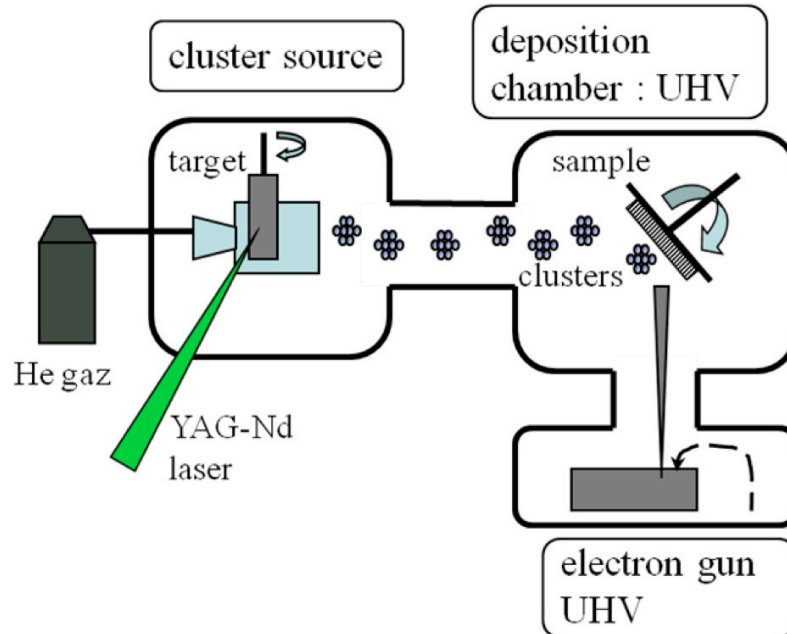 cluster source
deposition
chamber : UHV
target
sample
clusters
He gaz
YAG-Nd
laser
electron gun
UHV